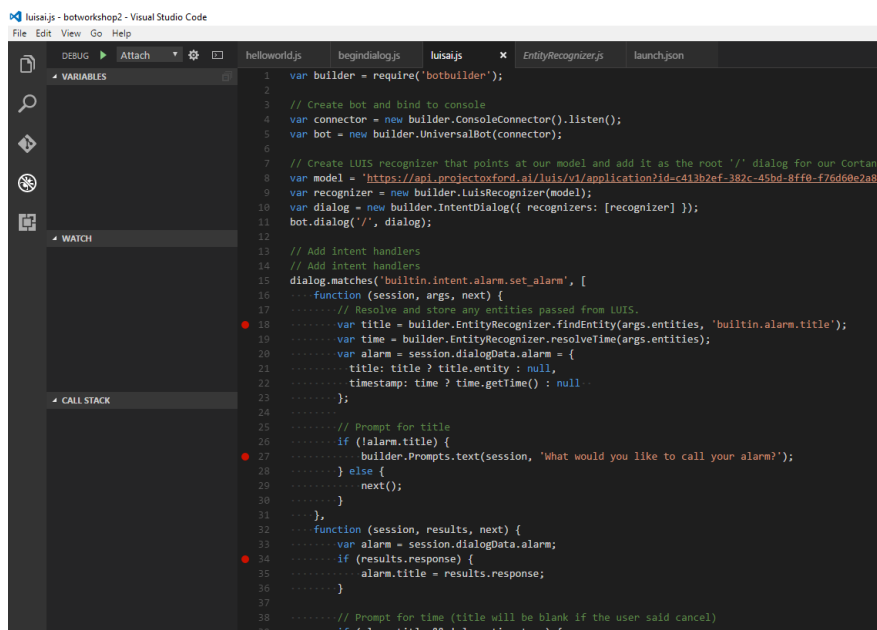 luisai.js - botworkshop2 - Visual Studio Code
File Edit View Go Help
DEBUG Attach
helloworld.js begindialog.js luisai.js × EntityRecognizer.js launch.json
VARIABLES
WATCH
CALL STACK
1 var builder = require('botbuilder');
2
3 // Create bot and bind to console
4 var connector = new builder.ConsoleConnector().listen();
5 var bot = new builder.UniversalBot(connector);
6
7 // Create LUIS recognizer that points at our model and add it as the root '/' dialog for our Cortan
8 var model = 'https://api.projectoxford.ai/luis/v1/application?id=c413b2ef-382c-45bd-8ff0-f76d60e2a8
9 var recognizer = new builder.LuisRecognizer(model);
10 var dialog = new builder.IntentDialog({ recognizers: [recognizer] });
11 bot.dialog('/', dialog);
12
13 // Add intent handlers
14 // Add intent handlers
15 dialog.matches('builtin.intent.alarm.set_alarm', [
16 function (session, args, next) {
17 // Resolve and store any entities passed from LUIS.
18 var title = builder.EntityRecognizer.findEntity(args.entities, 'builtin.alarm.title');
19 var time = builder.EntityRecognizer.resolveTime(args.entities);
20 var alarm = session.dialogData.alarm = {
21 title: title ? title.entity : null,
22 timestamp: time ? time.getTime() : null
23 };
24
25 // Prompt for title
26 if (!alarm.title) {
27 builder.Prompts.text(session, 'What would you like to call your alarm?');
28 } else {
29 next();
30 }
31 },
32 function (session, results, next) {
33 var alarm = session.dialogData.alarm;
34 if (results.response) {
35 alarm.title = results.response;
36 }
37
38 // Prompt for time (title will be blank if the user said cancel)